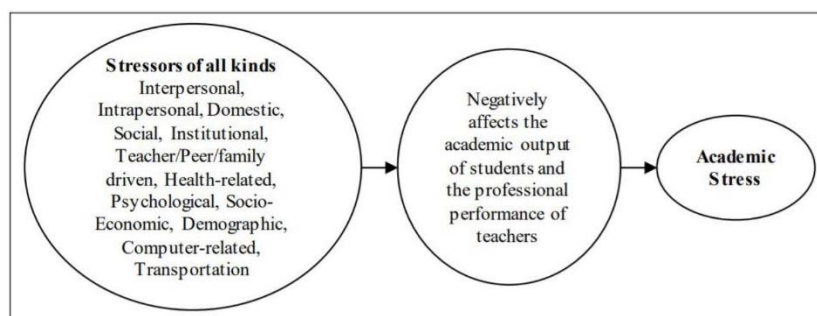 Stressors of all kinds
Interpersonal,
Intrapersonal, Domestic,
Social, Institutional,
Teacher/Peer/family
driven, Health-related,
Psychological, Socio-
Economic, Demographic,
Computer-related,
Transportation
Negatively
affects the
academic output
of students and
the professional
performance of
teachers
Academic
Stress